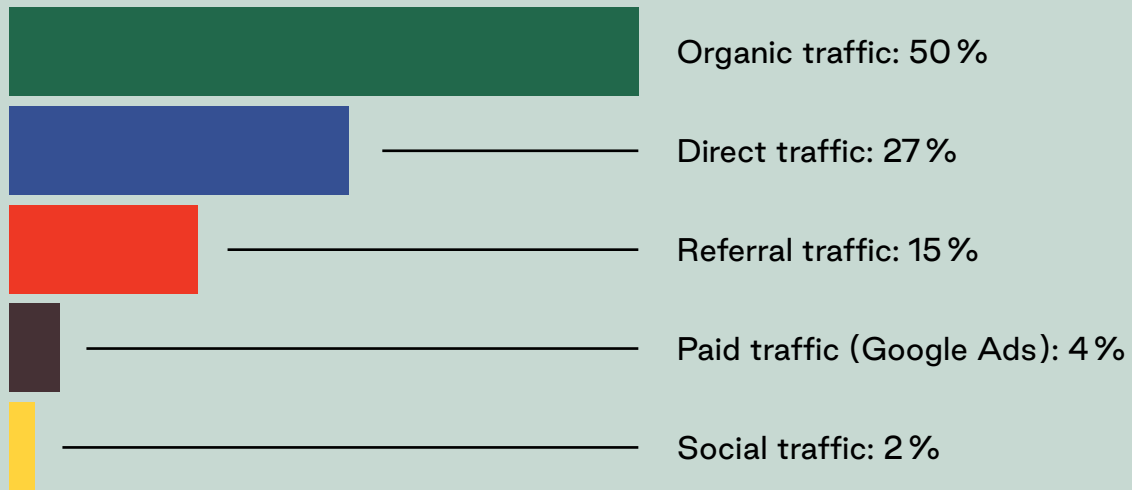 Organic traffic: 50 %
Direct traffic: 27 %
Referral traffic: 15 %
Paid traffic (Google Ads): 4 %
Social traffic: 2 %